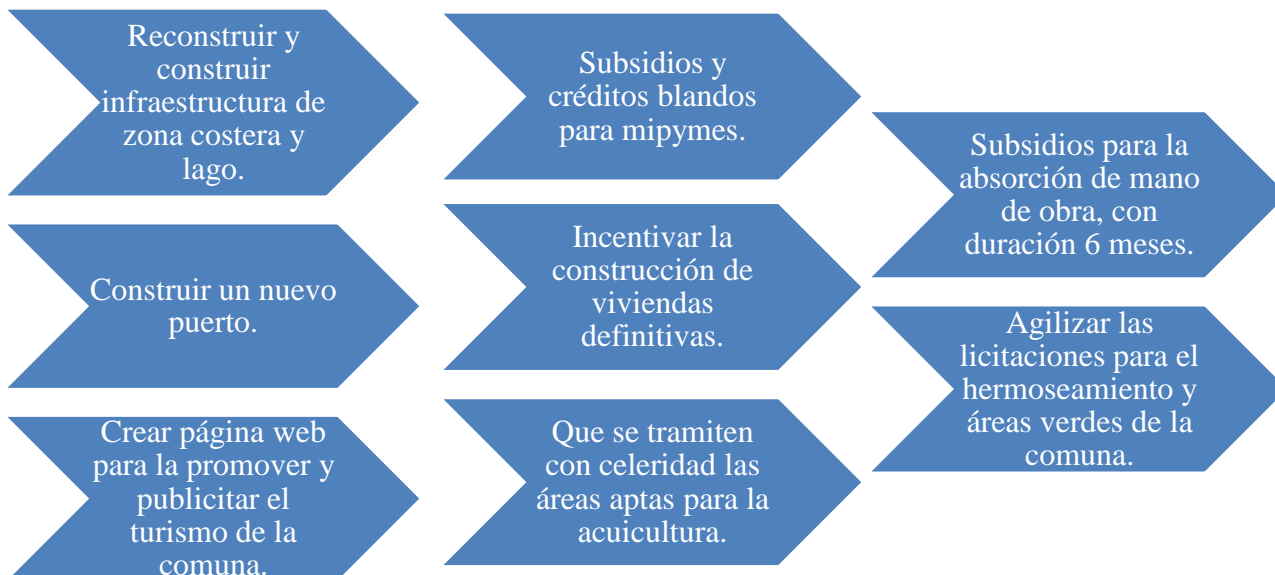 Reconstruir y
construir
infraestructura de
zona costera y
lago.
Construir un nuevo
puerto.
Crear página web
para la promover y
publicitar el
turismo de la
comuna.
Subsidios y
créditos blandos
para mipymes.
Incentivar la
construcción de
viviendas
definitivas.
Que se tramiten
con celeridad las
áreas aptas para la
acuicultura.
Subsidios para la
absorción de mano
de obra, con
duración 6 meses.
Agilizar las
licitaciones para el
hermoseamiento y
áreas verdes de la
comuna.